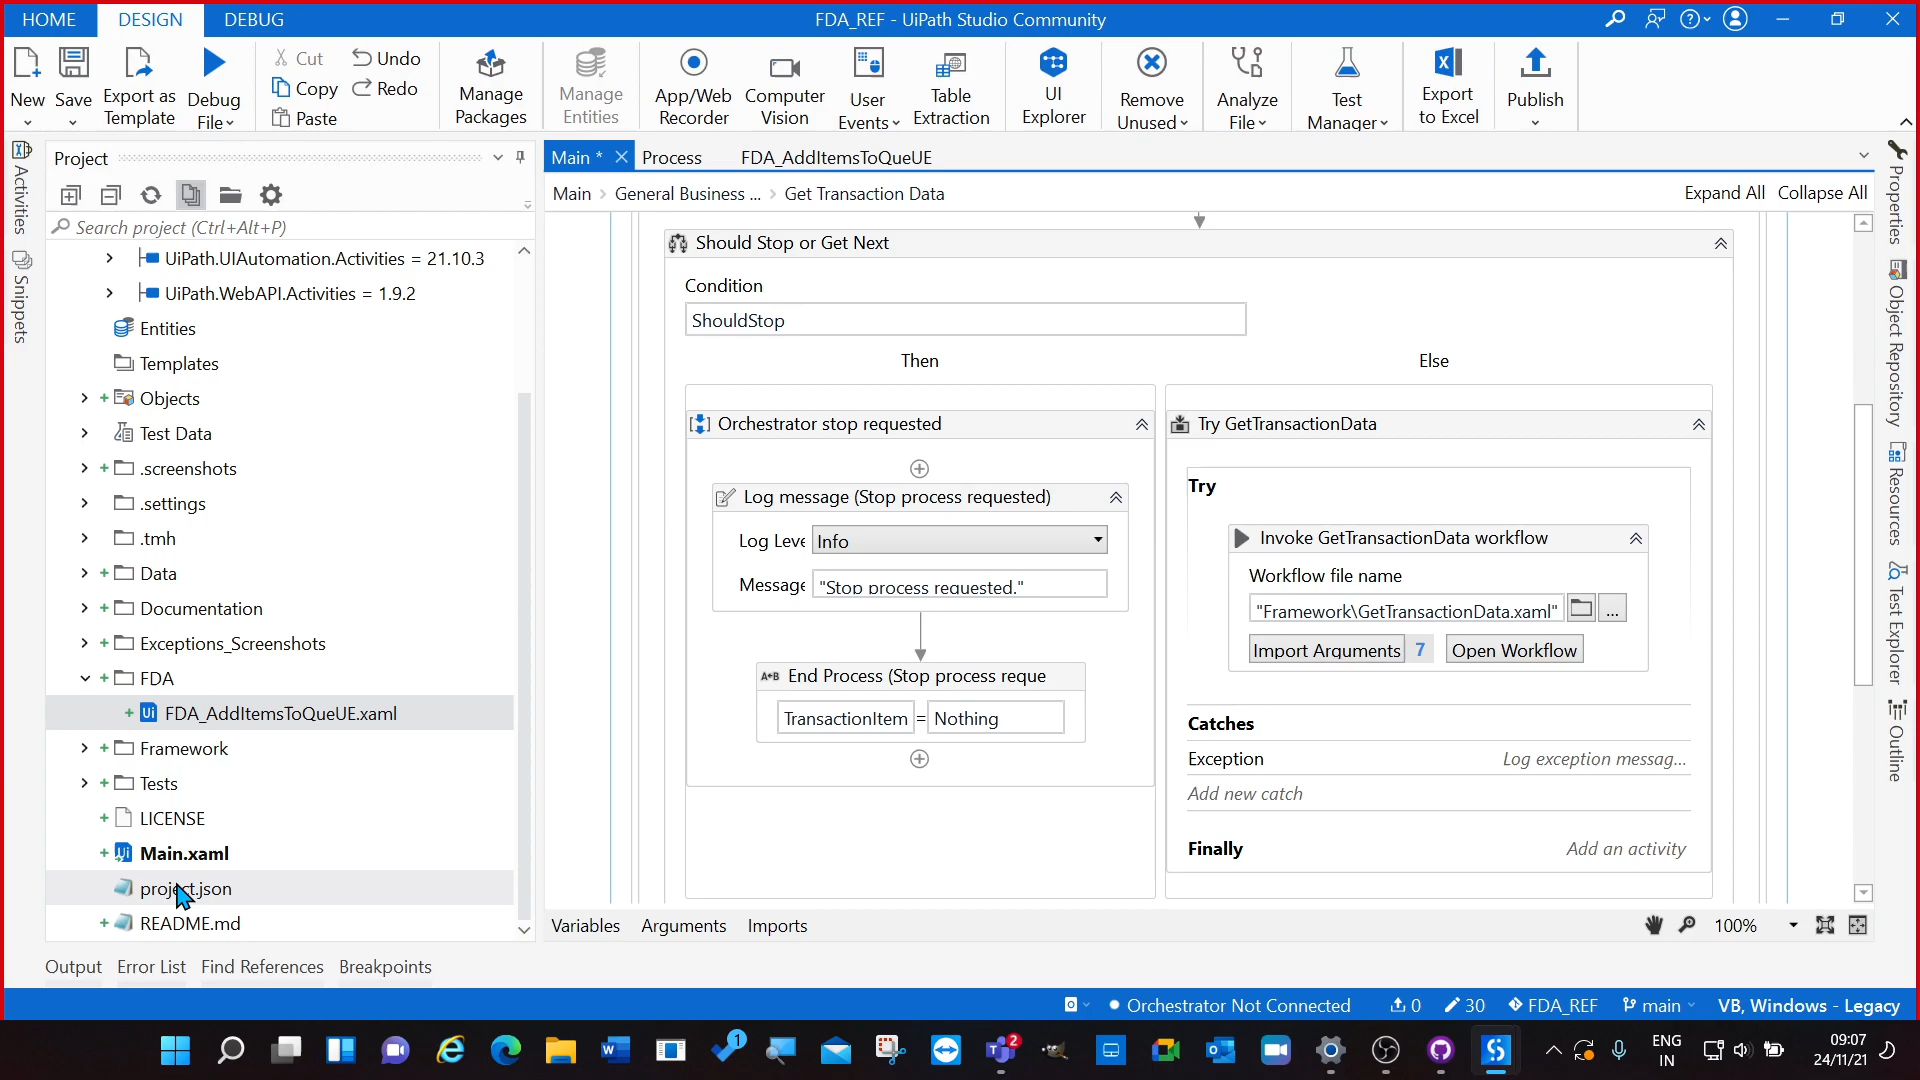 HOME DESIGN DEBUG
FDA_REF - UiPath Studio Community
New
Save
Export as
Template
Debug
File
Cut
Copy
Paste
Undo
Redo
Manage
Packages
Manage
Entities
App/Web
Recorder
Computer
Vision
User
Events
Table
Extraction
UI
Explorer
Remove
Unused
Analyze
File
Test
Manager
Export
to Excel
Publish
Activities
Snippets
Project
Search project (Ctrl+Alt+P)
UiPath.UIAutomation.Activities = 21.10.3
UiPath.WebAPI.Activities = 1.9.2
Entities
Templates
Objects
Test Data
.screenshots
.settings
.tmh
Data
Documentation
Exceptions_Screenshots
FDA
FDA_AddItemsToQueUE.xaml
Framework
Tests
LICENSE
Main.xaml
project.json
README.md
Main * Process FDA_AddItemsToQueUE
Main > General Business ... > Get Transaction Data
Expand All Collapse All
Should Stop or Get Next
Condition
ShouldStop
Then
Else
Orchestrator stop requested
Log message (Stop process requested)
Log Leve Info
Message "Stop process requested."
End Process (Stop process reque
TransactionItem = Nothing
Try GetTransactionData
Try
Invoke GetTransactionData workflow
Workflow file name
"Framework\GetTransactionData.xaml" ...
Import Arguments 7 Open Workflow
Catches
Exception Log exception messag...
Add new catch
Finally Add an activity
Properties
Object Repository
Resources
Test Explorer
Outline
Variables Arguments Imports
100%
Output Error List Find References Breakpoints
Orchestrator Not Connected 0 30 FDA_REF main VB, Windows - Legacy
1
2
ENG
IN
09:07
24/11/21